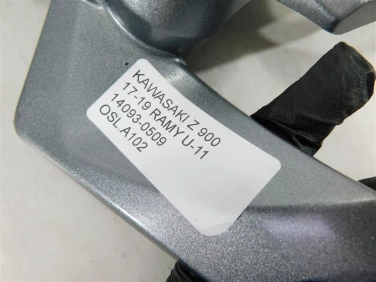 KAWASAKI Z 900
17-19 RAMY U-11
14093-0509
OSL A102